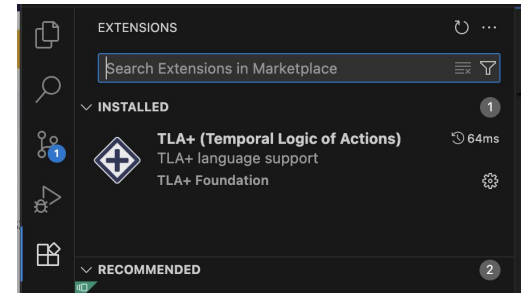 EXTENSIONS
Search Extensions in Marketplace
INSTALLED
1
TLA+ (Temporal Logic of Actions)
64ms
TLA+ language support
TLA+ Foundation
1
RECOMMENDED
2